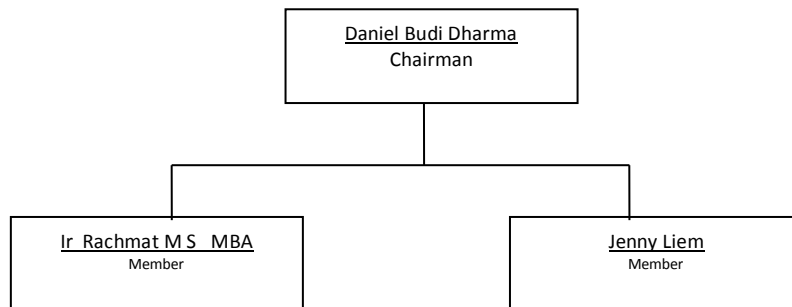 Daniel Budi Dharma
Chairman
Ir Rachmat M S MBA
Member
Jenny Liem
Member